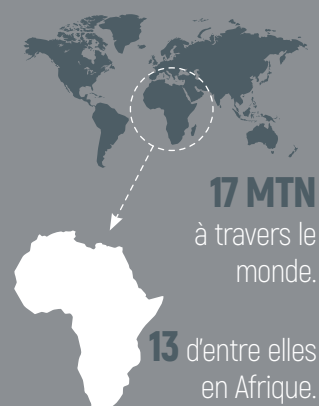 17 MTN
à travers le
monde.
13 d'entre elles
en Afrique.